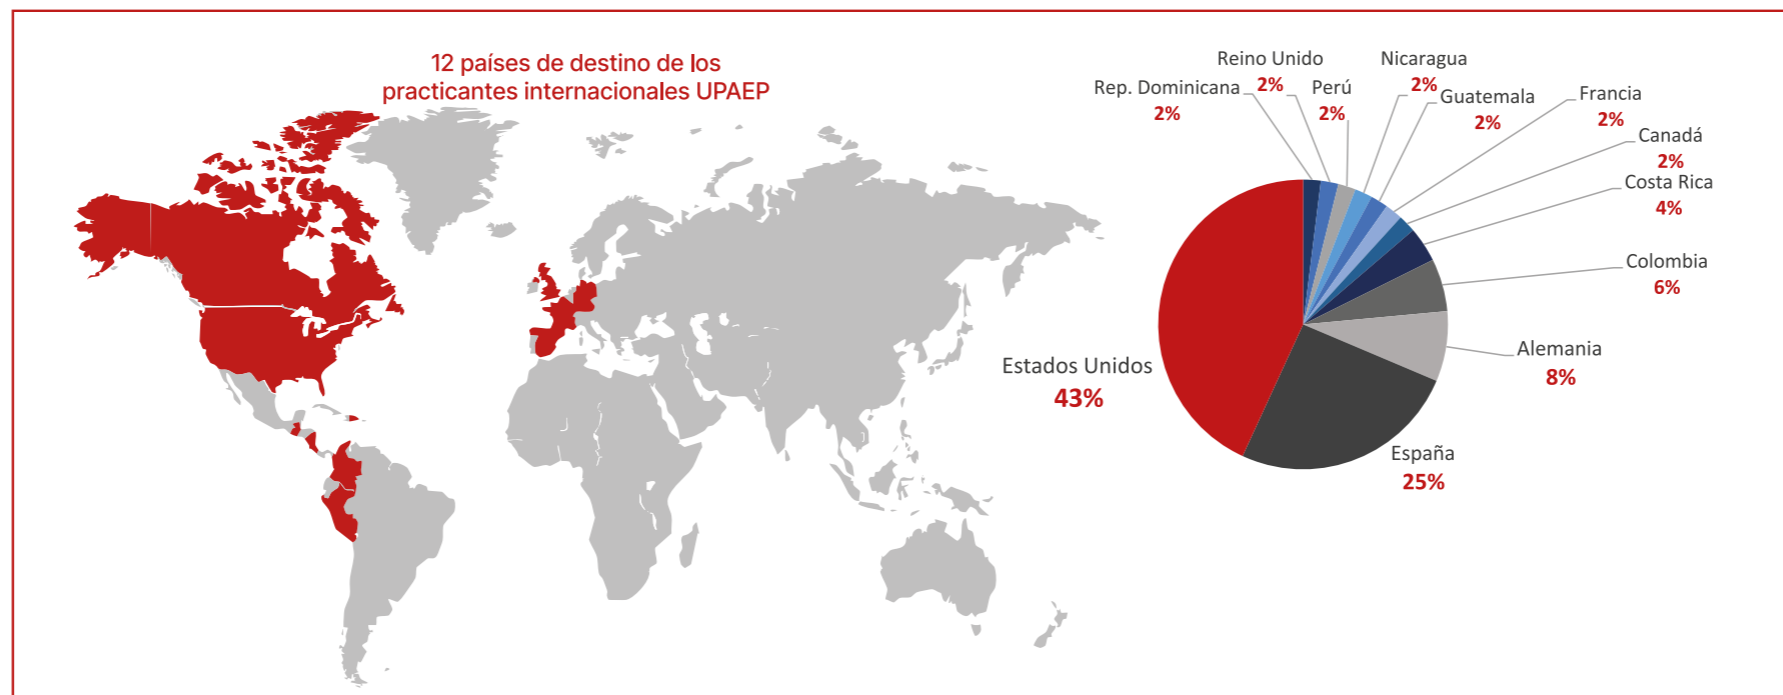 12 países de destino de los
practicantes internacionales UPAEP
Reino Unido
2%
Nicaragua
2%
Rep. Dominicana
2%
Perú
2%
Guatemala
2%
Francia
2%
Canadá
2%
Costa Rica
4%
Colombia
6%
Alemania
8%
Estados Unidos
43%
España
25%